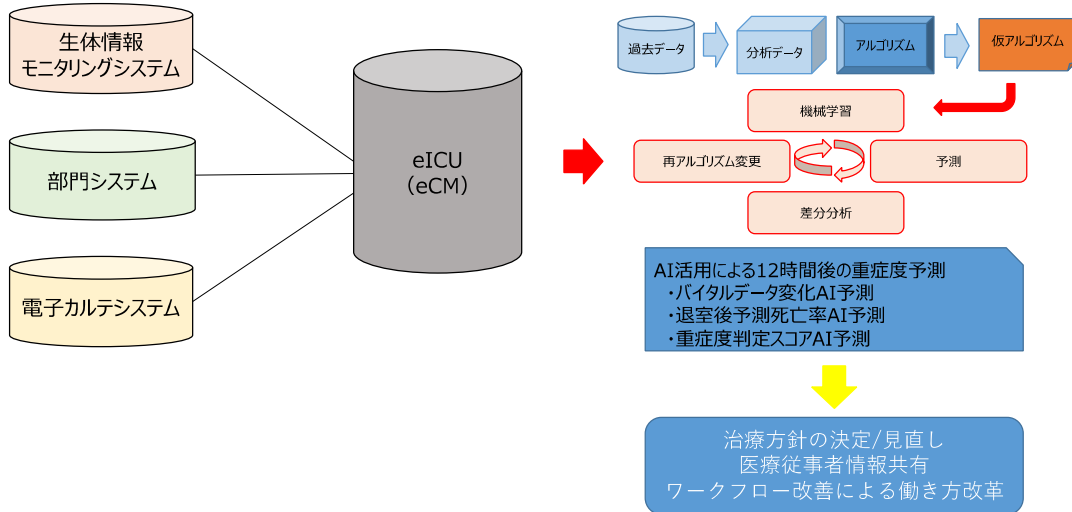 生体情報
モニタリングシステム
部門システム
電子カルテシステム
eICU
(eCM)
過去データ
分析データ
アルゴリズム
仮アルゴリズム
機械学習
再アルゴリズム変更
予測
差分分析
AI活用による12時間後の重症度予測
・バイタルデータ変化AI予測
・退室後予測死亡率AI予測
・重症度判定スコアAI予測
治療方針の決定/見直し
医療従事者情報共有
ワークフロー改善による働き方改革